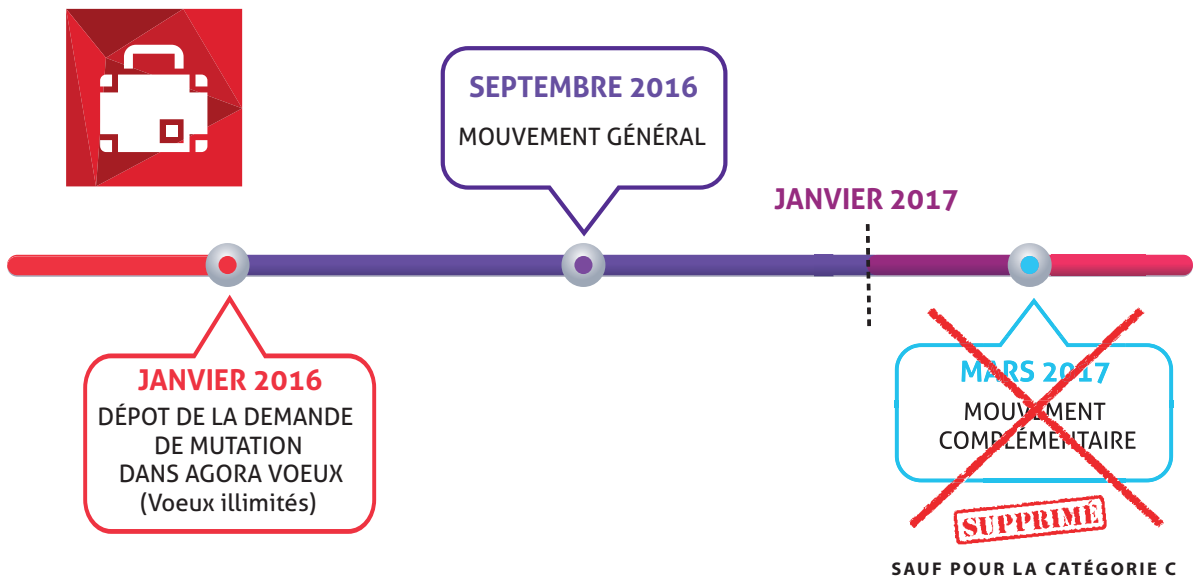 SEPTEMBRE 2016
MOUVEMENT GÉNÉRAL
JANVIER 2017
JANVIER 2016
DÉPOT DE LA DEMANDE
DE MUTATION
DANS AGORA VOEUX
(Voeux illimités)
MARS 2017
MOUVEMENT
COMPLÉMENTAIRE
SUPPRIMÉ
SAUF POUR LA CATÉGORIE C